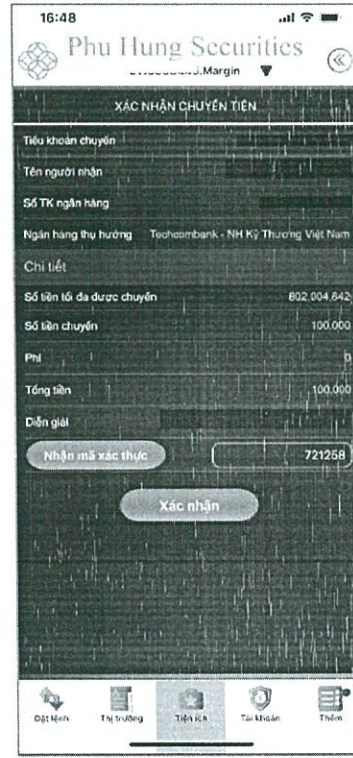 16:48
Phu Hung Securities
.Margin
XÁC NHẬN CHUYỂN TIỀN
Tiểu khoản chuyển
Tên người nhận
Số TK ngân hàng
Ngân hàng thụ hưởng Techcombank - NH Kỹ Thương Việt Nam
Chi tiết
Số tiền tối đa được chuyển 802,004,642
Số tiền chuyển 100,000
Phí 0
Tổng tiền 100,000
Diễn giải
Nhận mã xác thực 721258
Xác nhận
Đặt lệnh Thị trường Tiện ích Tài khoản Thêm